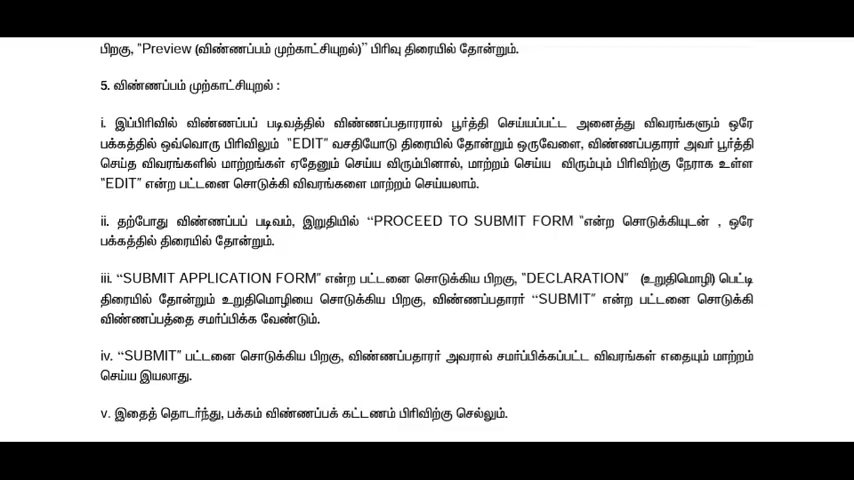 பிறகு, "Preview (விண்ணப்பம் முற்காட்சியுறல்)” பிரிவு திரையில் தோன்றும்.
5. விண்ணப்பம் முற்காட்சியுறல் :
i. இப்பிரிவில் விண்ணப்பப் படிவத்தில் விண்ணப்பதாரரால் பூர்த்தி செய்யப்பட்ட அனைத்து விவரங்களும் ஒரே
பக்கத்தில் ஒவ்வொரு பிரிவிலும் "EDIT" வசதியோடு திரையில் தோன்றும் ஒருவேளை, விண்ணப்பதாரர் அவர் பூர்த்தி
செய்த விவரங்களில் மாற்றங்கள் ஏதேனும் செய்ய விரும்பினால், மாற்றம் செய்ய விரும்பும் பிரிவிற்கு நேராக உள்ள
"EDIT" என்ற பட்டனை சொடுக்கி விவரங்களை மாற்றம் செய்யலாம்.
ii. தற்போது விண்ணப்பப் படிவம், இறுதியில் “PROCEED TO SUBMIT FORM "என்ற சொடுக்கியுடன் , ஒரே
பக்கத்தில் திரையில் தோன்றும்.
iii. “SUBMIT APPLICATION FORM" என்ற பட்டனை சொடுக்கிய பிறகு, "DECLARATION" (உறுதிமொழி) பெட்டி
திரையில் தோன்றும் உறுதிமொழியை சொடுக்கிய பிறகு, விண்ணப்பதாரர் “SUBMIT" என்ற பட்டனை சொடுக்கி
விண்ணப்பத்தை சமர்ப்பிக்க வேண்டும்.
iv. “SUBMIT" பட்டனை சொடுக்கிய பிறகு, விண்ணப்பதாரர் அவரால் சமர்ப்பிக்கப்பட்ட விவரங்கள் எதையும் மாற்றம்
செய்ய இயலாது.
v. இதைத் தொடர்ந்து, பக்கம் விண்ணப்பக் கட்டணம் பிரிவிற்கு செல்லும்.